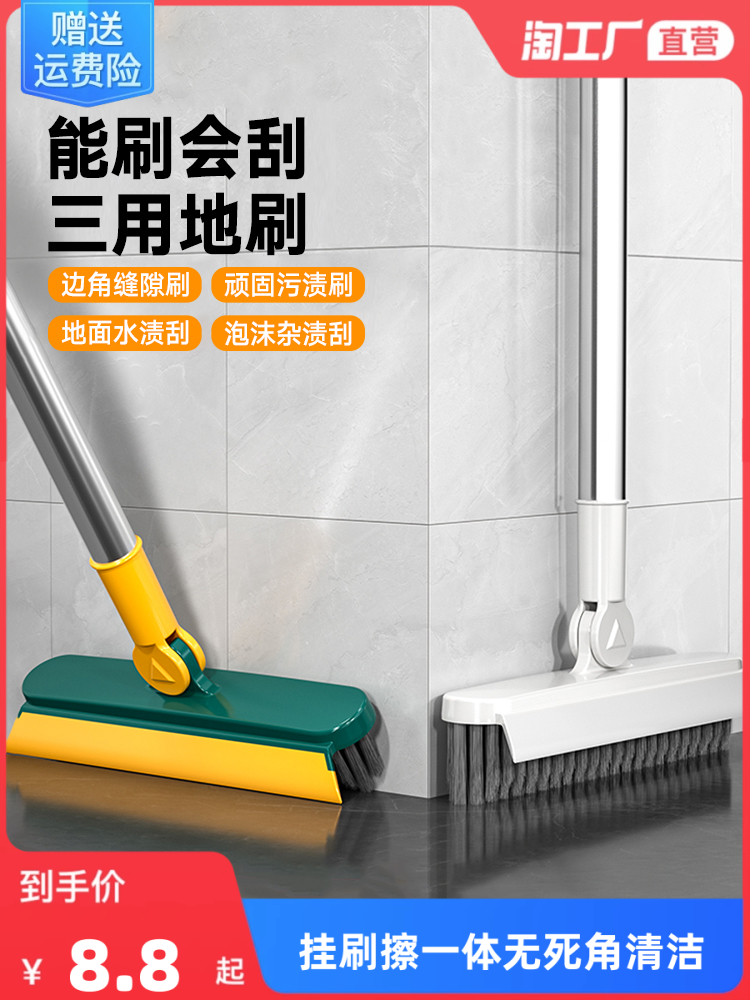 赠送
运费险
淘工厂 直营
能刷会刮
三用地刷
边角缝隙刷 顽固污渍刷
地面水渍刮 泡沫杂渍刮
到手价
¥ 8.8 起
挂刷擦一体无死角清洁